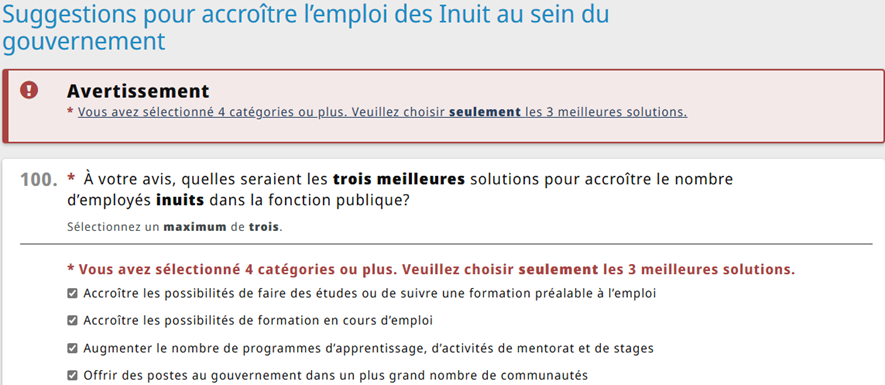 Suggestions pour accroître l’emploi des Inuit au sein du
gouvernement
Avertissement
* Vous avez sélectionné 4 catégories ou plus. Veuillez choisir seulement les 3 meilleures solutions.
100. * À votre avis, quelles seraient les trois meilleures solutions pour accroître le nombre
d’employés inuits dans la fonction publique?
Sélectionnez un maximum de trois.
* Vous avez sélectionné 4 catégories ou plus. Veuillez choisir seulement les 3 meilleures solutions.
Accroître les possibilités de faire des études ou de suivre une formation préalable à l’emploi
Accroître les possibilités de formation en cours d’emploi
Augmenter le nombre de programmes d’apprentissage, d’activités de mentorat et de stages
Offrir des postes au gouvernement dans un plus grand nombre de communautés